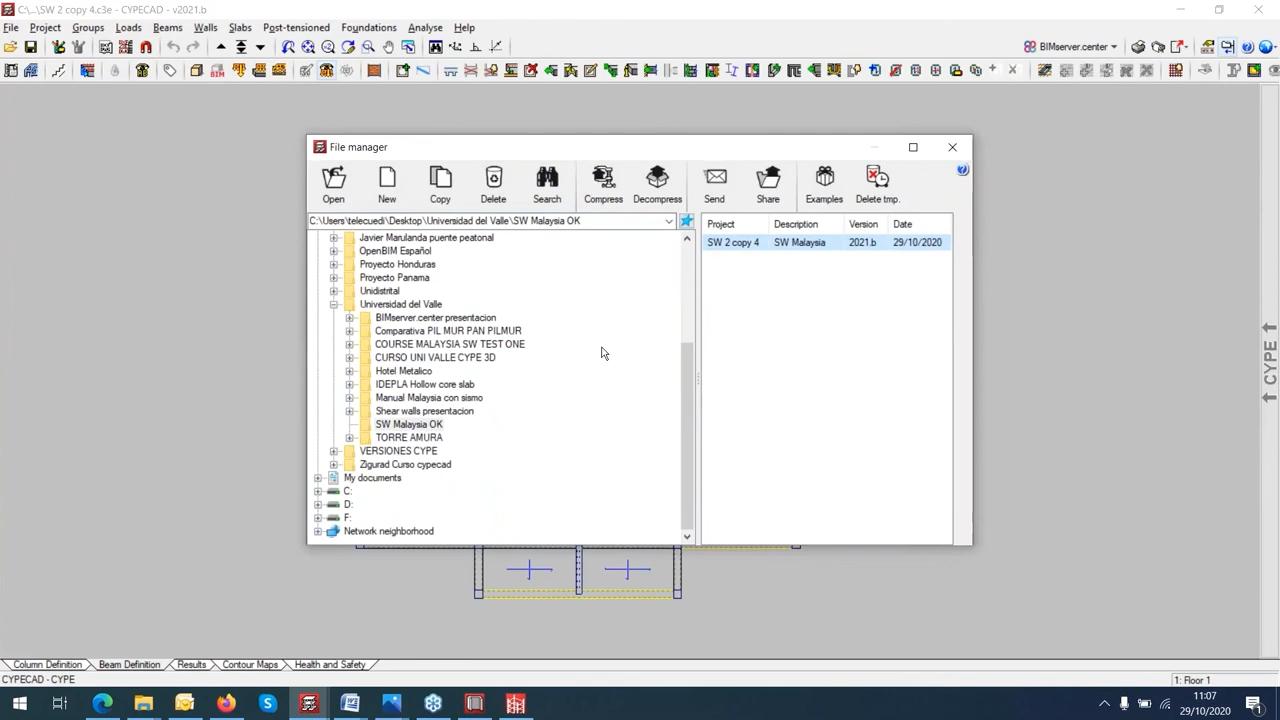 C:\...\SW 2 copy 4.c3e - CYPECAD - v2021.b
File Project Groups Loads Beams Walls Slabs Post-tensioned Foundations Analyse Help
BIMserver.center
BIM
File manager
Open New Copy Delete Search Compress Decompress Send Share Examples Delete tmp.
C:\Users\telecuedi\Desktop\Universidad del Valle\SW Malaysia OK
Project Description Version Date
SW 2 copy 4 SW Malaysia 2021.b 29/10/2020
Javier Marulanda puente peatonal
OpenBIM Español
Proyecto Honduras
Proyecto Panama
Unidistrital
Universidad del Valle
BIMserver.center presentacion
Comparativa PIL MUR PAN PILMUR
COURSE MALAYSIA SW TEST ONE
CURSO UNI VALLE CYPE 3D
Hotel Metalico
IDEPLA Hollow core slab
Manual Malaysia con sismo
Shear walls presentacion
SW Malaysia OK
TORRE AMURA
VERSIONES CYPE
Zigurad Curso cypecad
My documents
C:
D:
F:
Network neighborhood
CYPE
Column Definition Beam Definition Results Contour Maps Health and Safety
CYPECAD - CYPE
1: Floor 1
11:07
29/10/2020